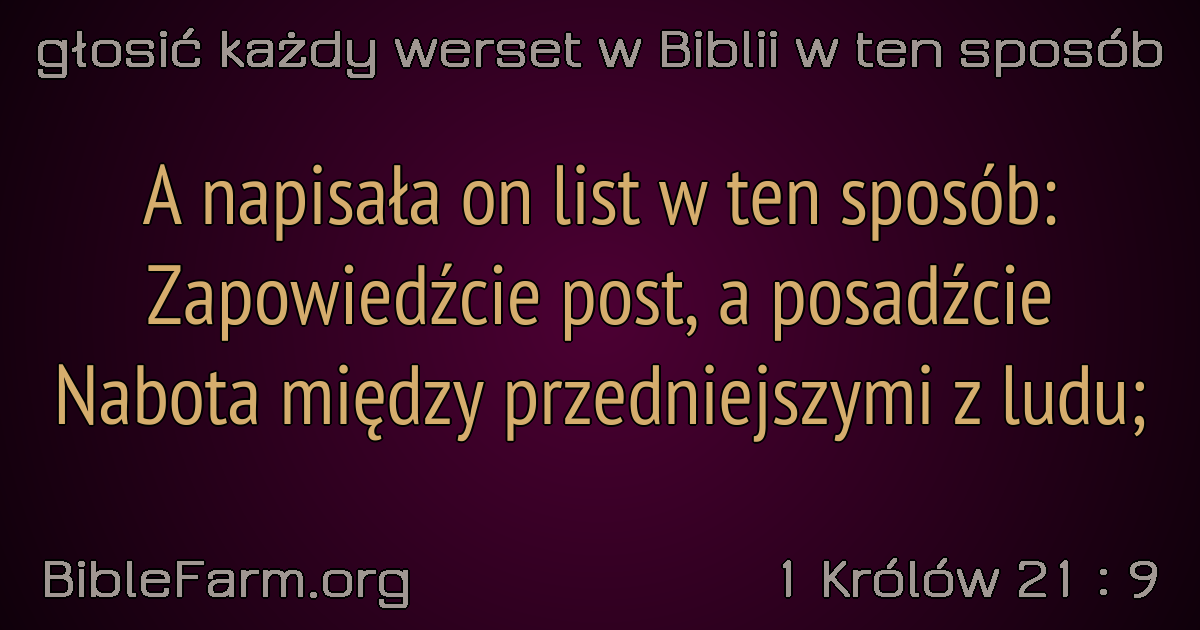 głosić każdy werset w Biblii w ten sposób
A napisała on list w ten sposób:
Zapowiedźcie post, a posadźcie
Nabota między przedniejszymi z ludu;
BibleFarm.org
1 Królów 21 : 9